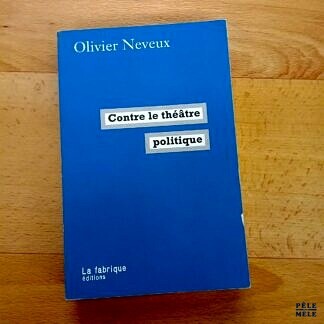 Olivier Neveux
Contre le théâtre
politique
La fabrique
éditions
PÊLE
MÊLE